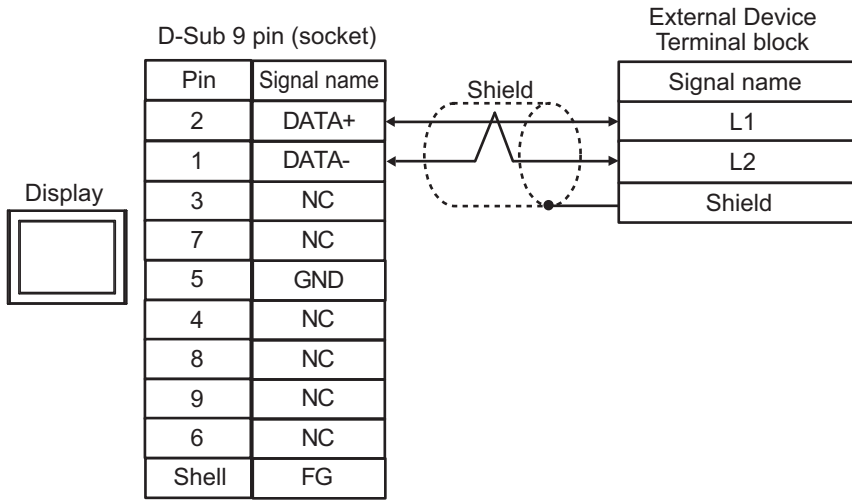 D-Sub 9 pin (socket)
External Device
Terminal block
Pin Signal name
Shield
Signal name
2 DATA+
L1
1 DATA-
L2
Display
3 NC
Shield
7 NC
5 GND
4 NC
8 NC
9 NC
6 NC
Shell FG